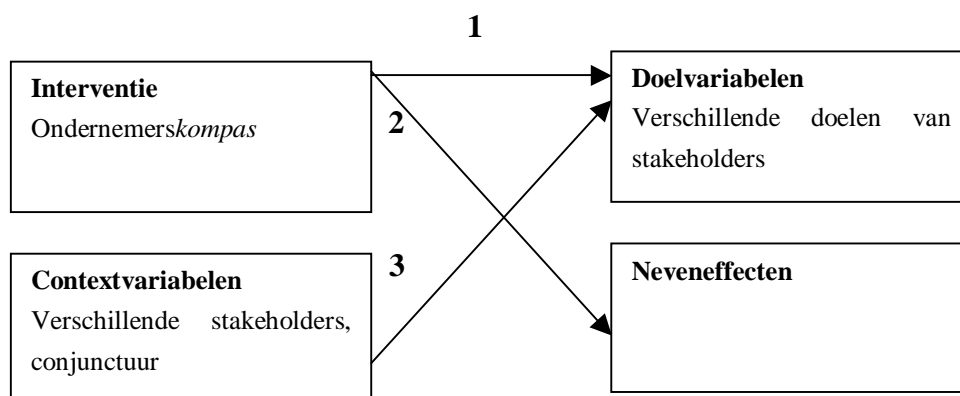 1
Interventie
Ondernemerskompas
2
Doelvariabelen
Verschillende doelen van
stakeholders
3
Contextvariabelen
Verschillende stakeholders,
conjunctuur
Neveneffecten